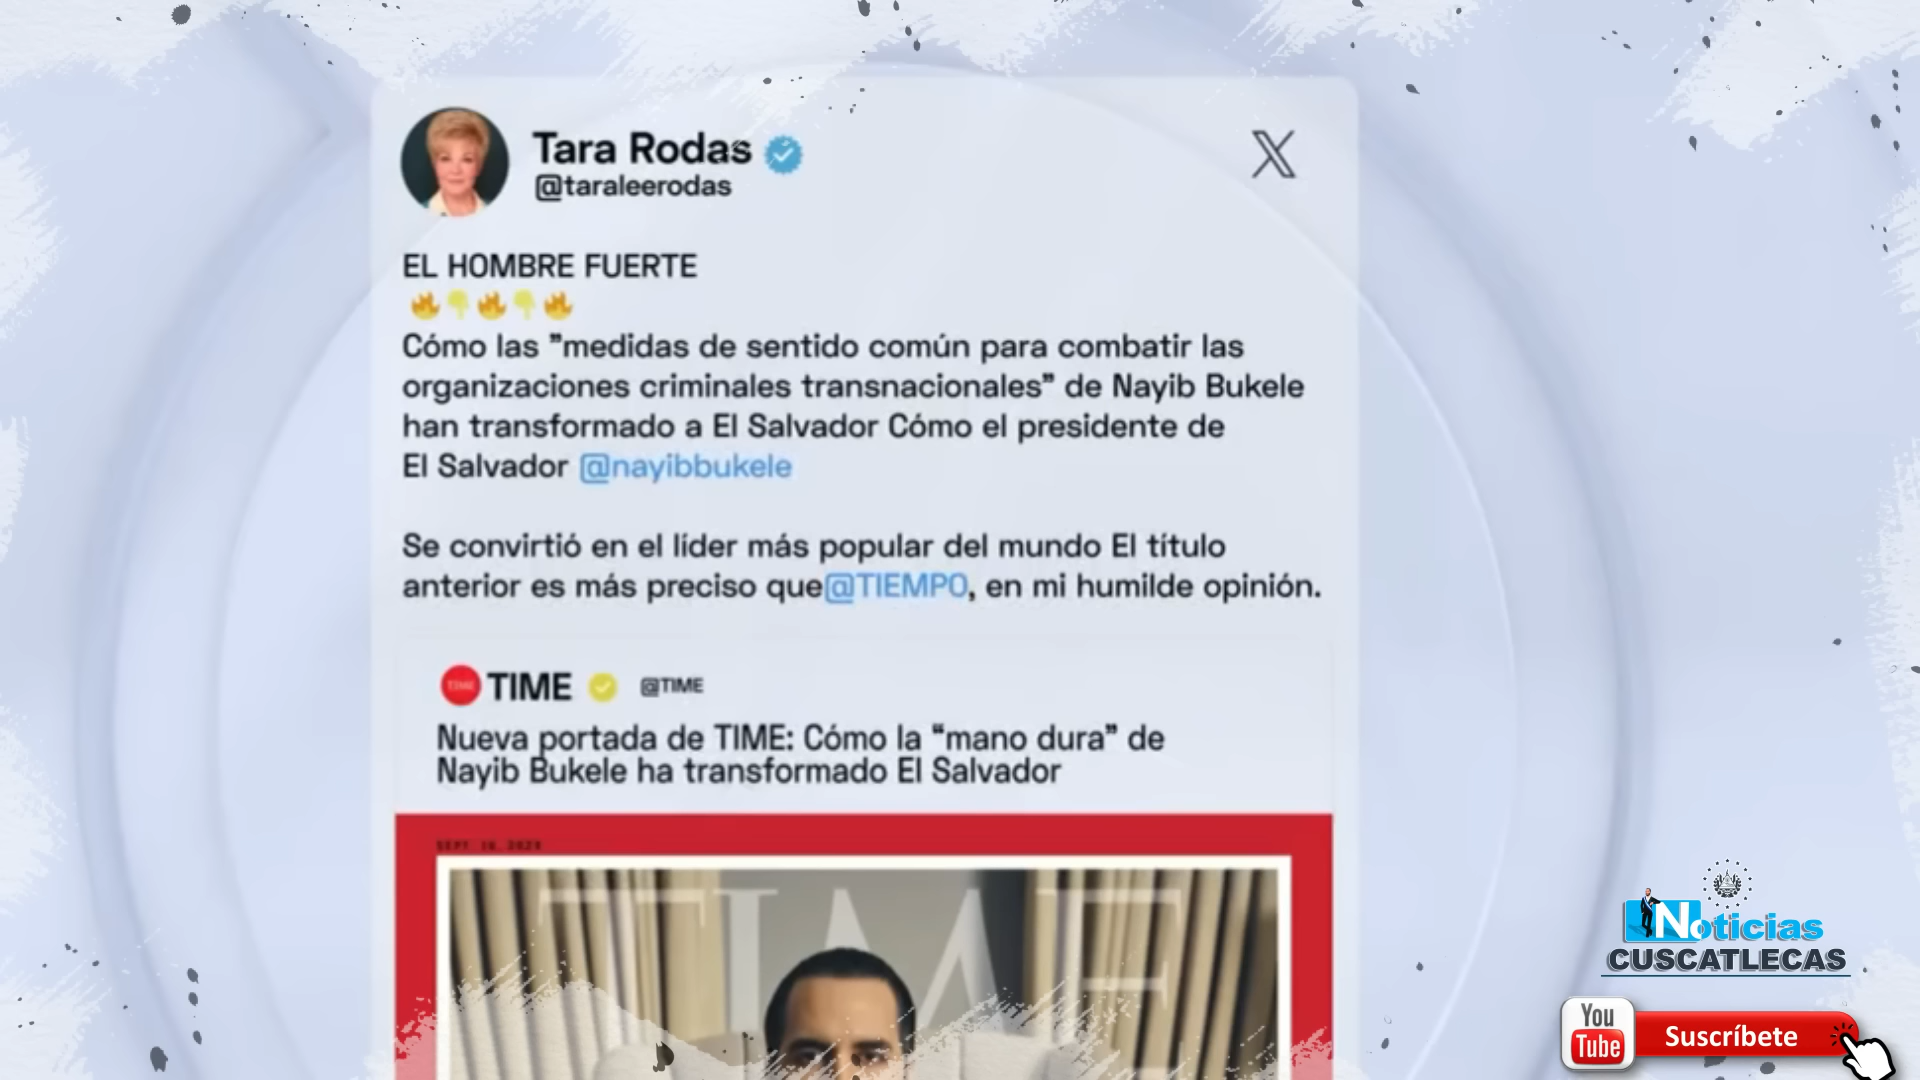 Tara Rodas
@taraleerodas
X
EL HOMBRE FUERTE
Cómo las "medidas de sentido común para combatir las
organizaciones criminales transnacionales" de Nayib Bukele
han transformado a El Salvador Cómo el presidente de
El Salvador @nayibbukele
Se convirtió en el líder más popular del mundo El título
anterior es más preciso que@TIEMPO, en mi humilde opinión.
TIME TIME @TIME
Nueva portada de TIME: Cómo la “mano dura” de
Nayib Bukele ha transformado El Salvador
TIME
Noticias
CUSCATLECAS
You
Tube
Suscríbete